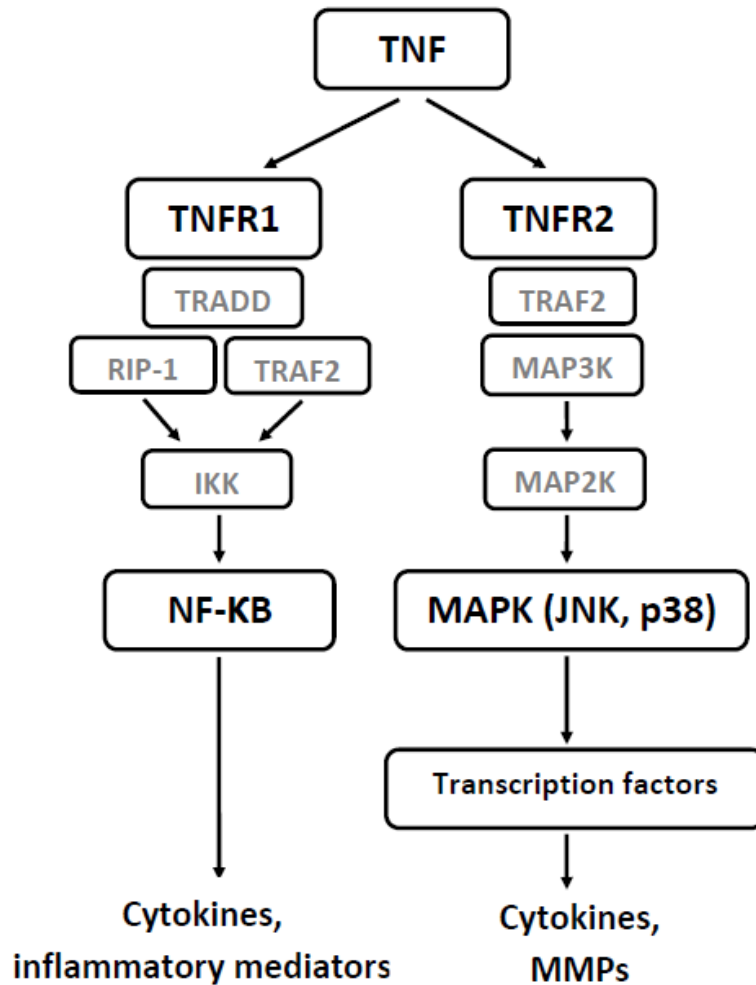 TNF
TNFR1
TNFR2
TRADD
TRAF2
RIP-1
TRAF2
MAP3K
IKK
MAP2K
NF-KB
MAPK (JNK, p38)
Transcription factors
Cytokines,
inflammatory mediators
Cytokines,
MMPs